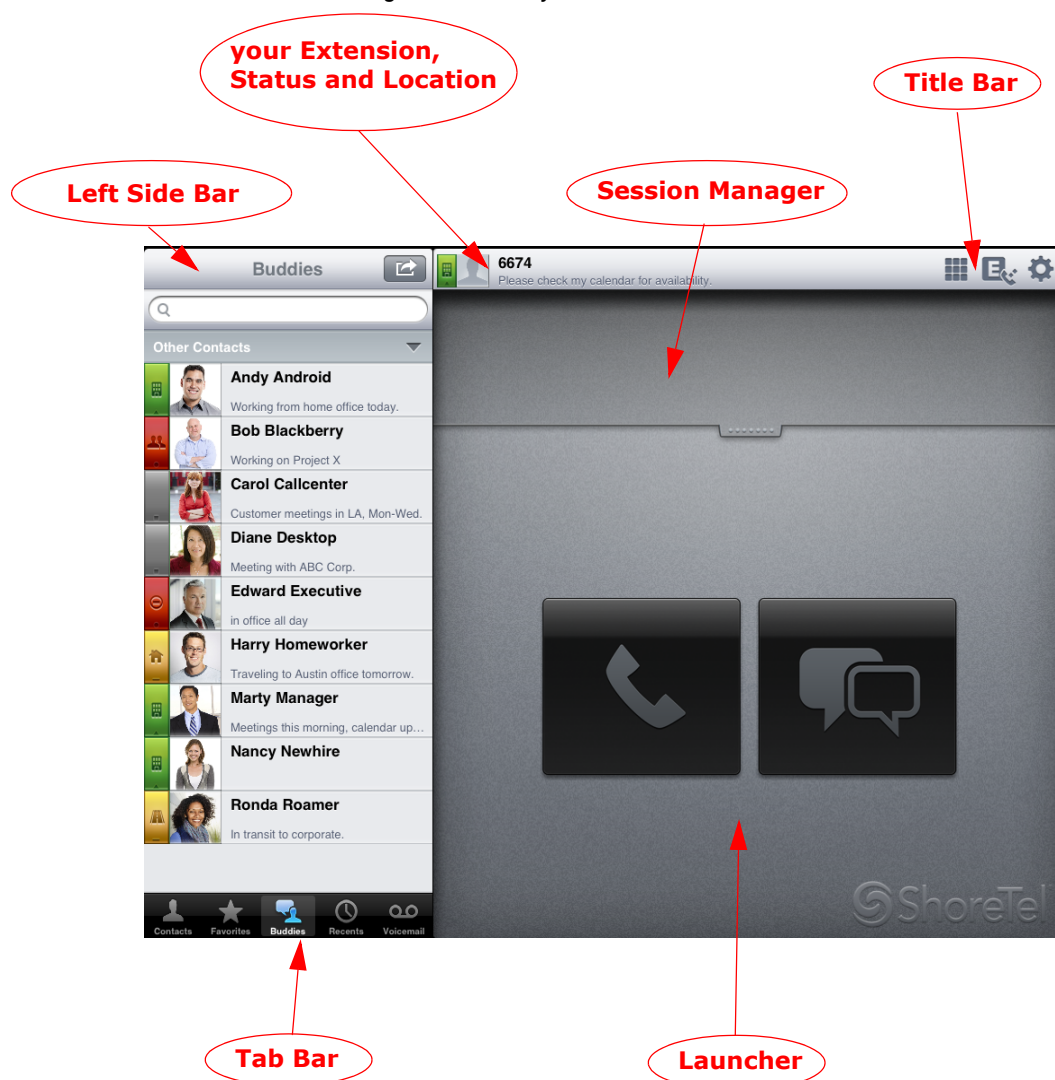 your Extension,
Status and Location
Title Bar
Left Side Bar
Session Manager
Buddies
6674
Please check my calendar for availability.
E
Other Contacts
Andy Android
Working from home office today.
Bob Blackberry
Working on Project X
Carol Callcenter
Customer meetings in LA, Mon-Wed.
Diane Desktop
Meeting with ABC Corp.
Edward Executive
in office all day
Harry Homeworker
Traveling to Austin office tomorrow.
Marty Manager
Meetings this morning, calendar up…
Nancy Newhire
Ronda Roamer
In transit to corporate.
ShoreTel
Contacts Favorites Buddies Recents Voicemail
Tab Bar
Launcher